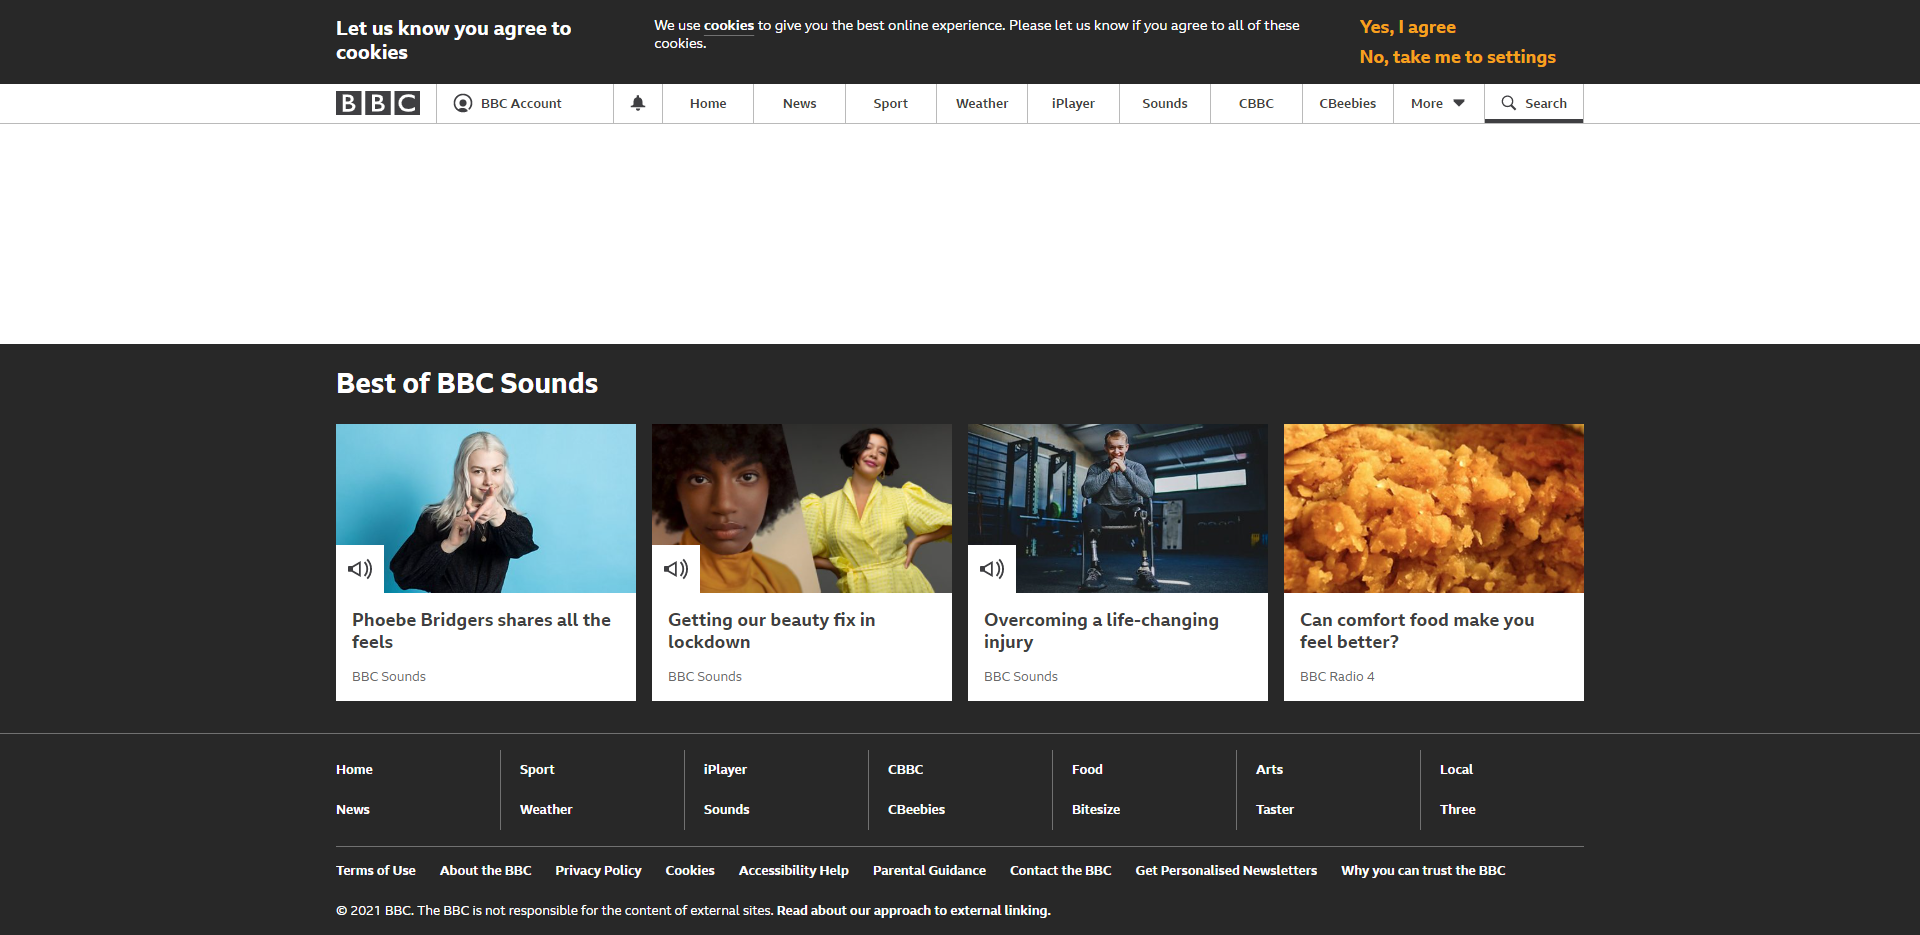 Let us know you agree to
cookies
We use cookies to give you the best online experience. Please let us know if you agree to all of these
cookies.
Yes, I agree
No, take me to settings
BBC
BBC Account
Home
News
Sport
Weather
iPlayer
Sounds
CBBC
CBeebies
More
Search
Best of BBC Sounds
Phoebe Bridgers shares all the
feels
BBC Sounds
Getting our beauty fix in
lockdown
BBC Sounds
Overcoming a life-changing
injury
BBC Sounds
Can comfort food make you
feel better?
BBC Radio 4
Home
News
Sport
Weather
iPlayer
Sounds
CBBC
CBeebies
Food
Bitesize
Arts
Taster
Local
Three
Terms of Use
About the BBC
Privacy Policy
Cookies
Accessibility Help
Parental Guidance
Contact the BBC
Get Personalised Newsletters
Why you can trust the BBC
© 2021 BBC. The BBC is not responsible for the content of external sites. Read about our approach to external linking.